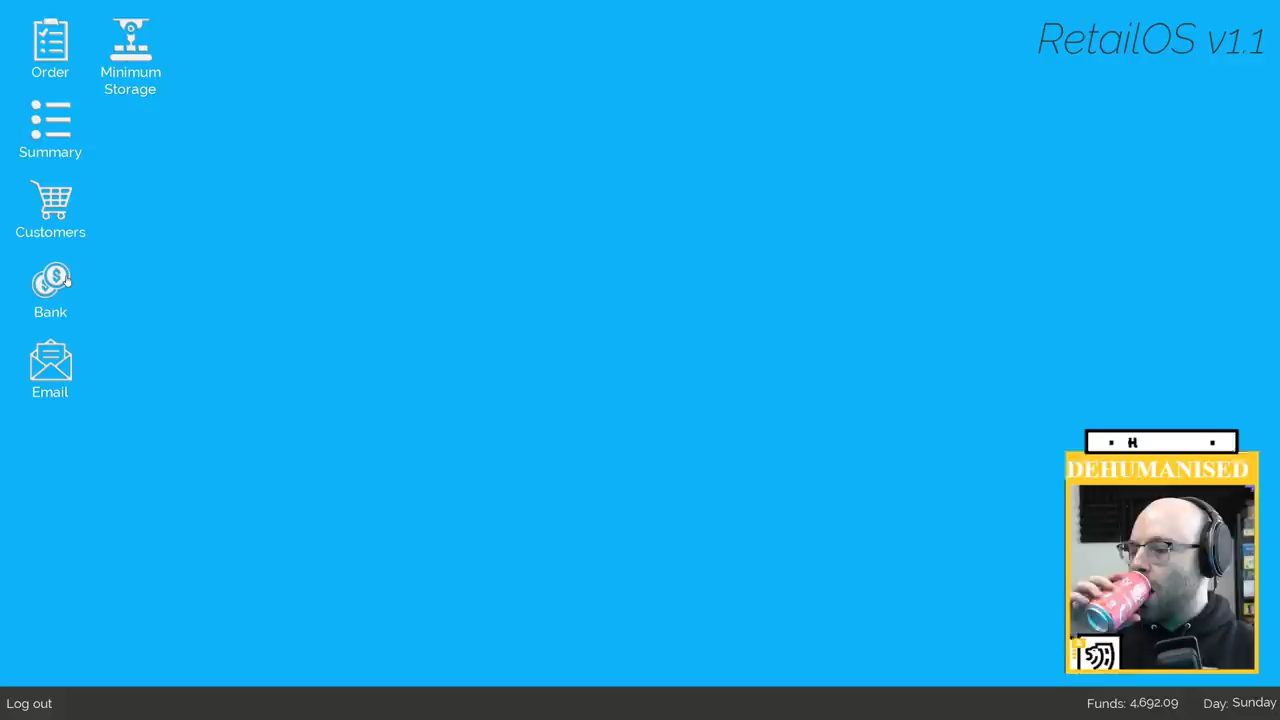 RetailOS v1.1
Order
Minimum
Storage
Summary
Customers
Bank
Email
DEHUMANISED
Log out
Funds: 4,692.09
Day: Sunday